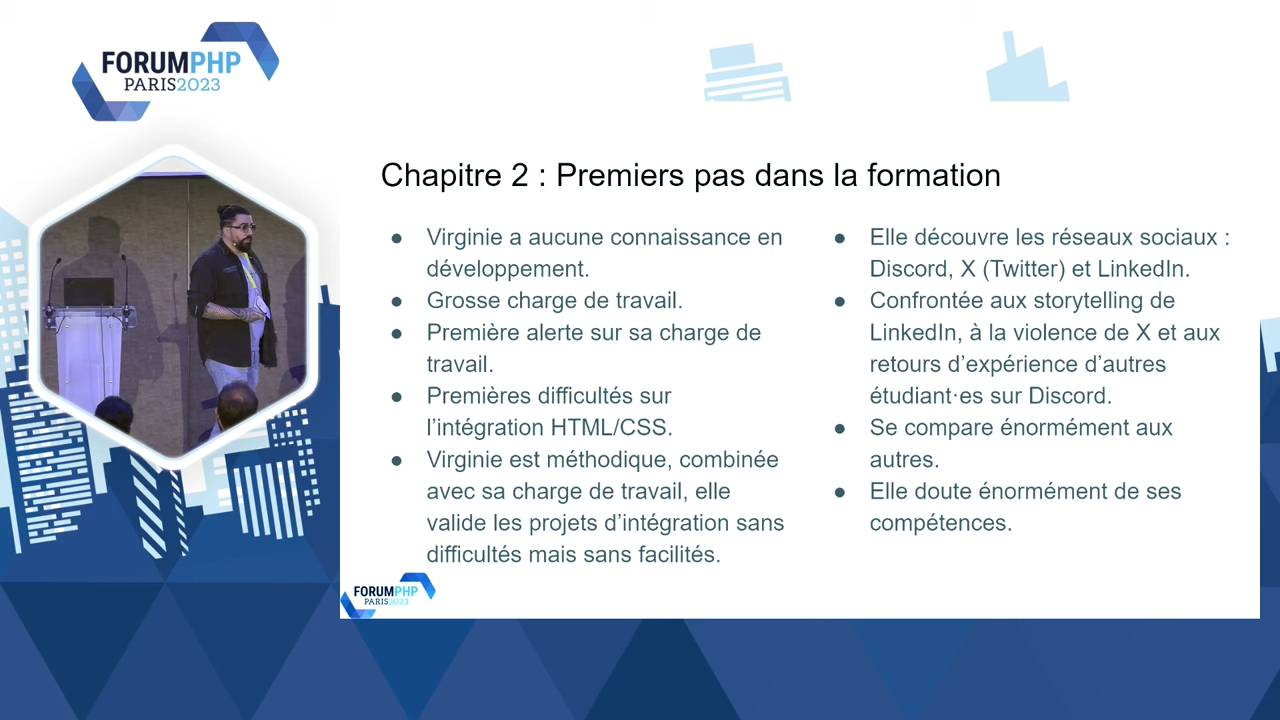 FORUMPHP
PARIS2023
Chapitre 2 : Premiers pas dans la formation
● Virginie a aucune connaissance en
développement.
● Grosse charge de travail.
● Première alerte sur sa charge de
travail.
● Premières difficultés sur
l’intégration HTML/CSS.
● Virginie est méthodique, combinée
avec sa charge de travail, elle
valide les projets d’intégration sans
difficultés mais sans facilités.
● Elle découvre les réseaux sociaux :
Discord, X (Twitter) et LinkedIn.
● Confrontée aux storytelling de
LinkedIn, à la violence de X et aux
retours d’expérience d’autres
étudiant·es sur Discord.
● Se compare énormément aux
autres.
● Elle doute énormément de ses
compétences.
FORUMPHP
PARIS2023